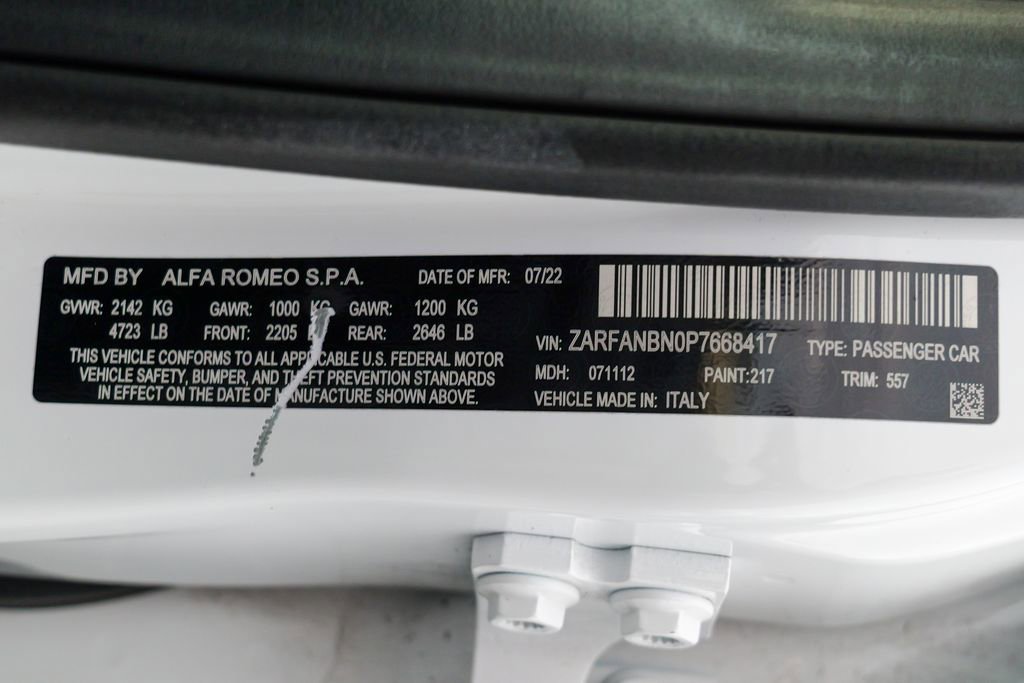 MFD BY ALFA ROMEO S.P.A. DATE OF MFR: 07/22
GVWR: 2142 KG GAWR: 1000 KG GAWR: 1200 KG
4723 LB FRONT: 2205 REAR: 2646 LB
THIS VEHICLE CONFORMS TO ALL APPLICABLE U.S. FEDERAL MOTOR
VEHICLE SAFETY, BUMPER, AND THEFT PREVENTION STANDARDS
IN EFFECT ON THE DATE OF MANUFACTURE SHOWN ABOVE.
VIN: ZARFANBN0P7668417 TYPE: PASSENGER CAR
MDH: 071112 PAINT:217 TRIM: 557
VEHICLE MADE IN: ITALY